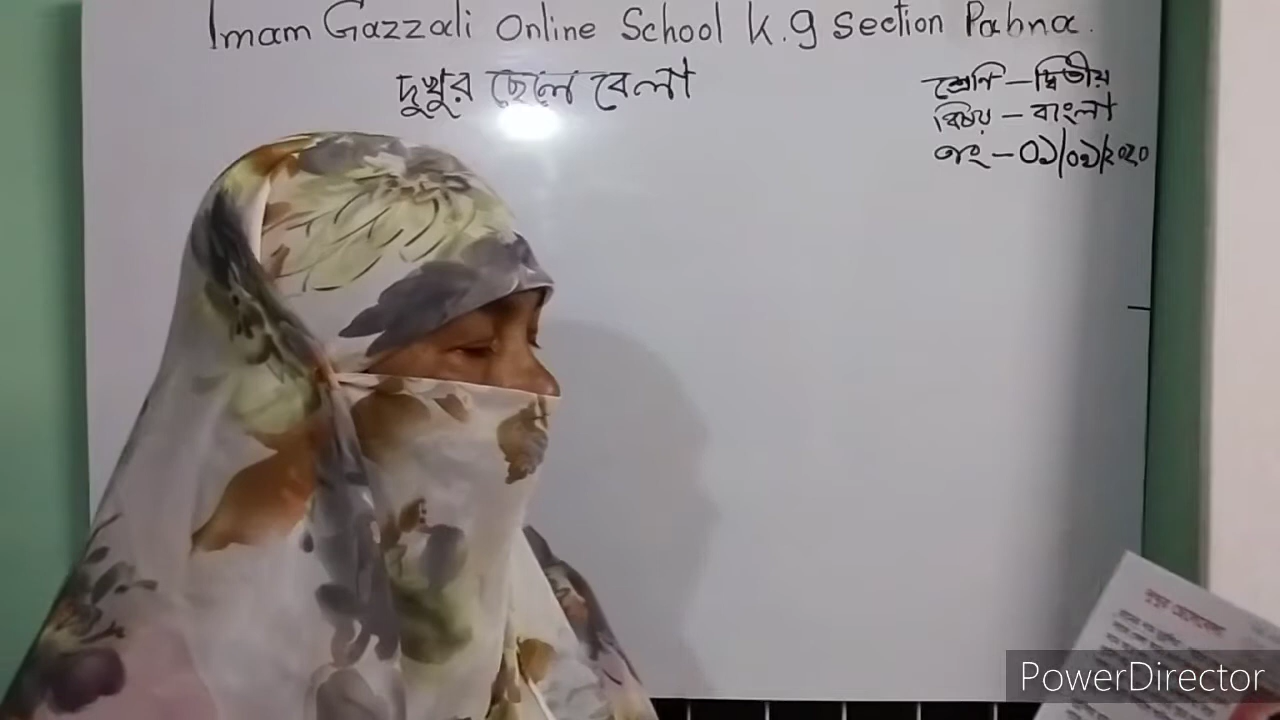 Imam Gazzali Online School K.g Section Pabna.
দুখুর ছেলে বেলা
শ্রেণি – দ্বিতীয়
বিষয় – বাংলা
তাং – ০১/০৯/২০২০
দুখুর ছেলেবেলা
PowerDirector